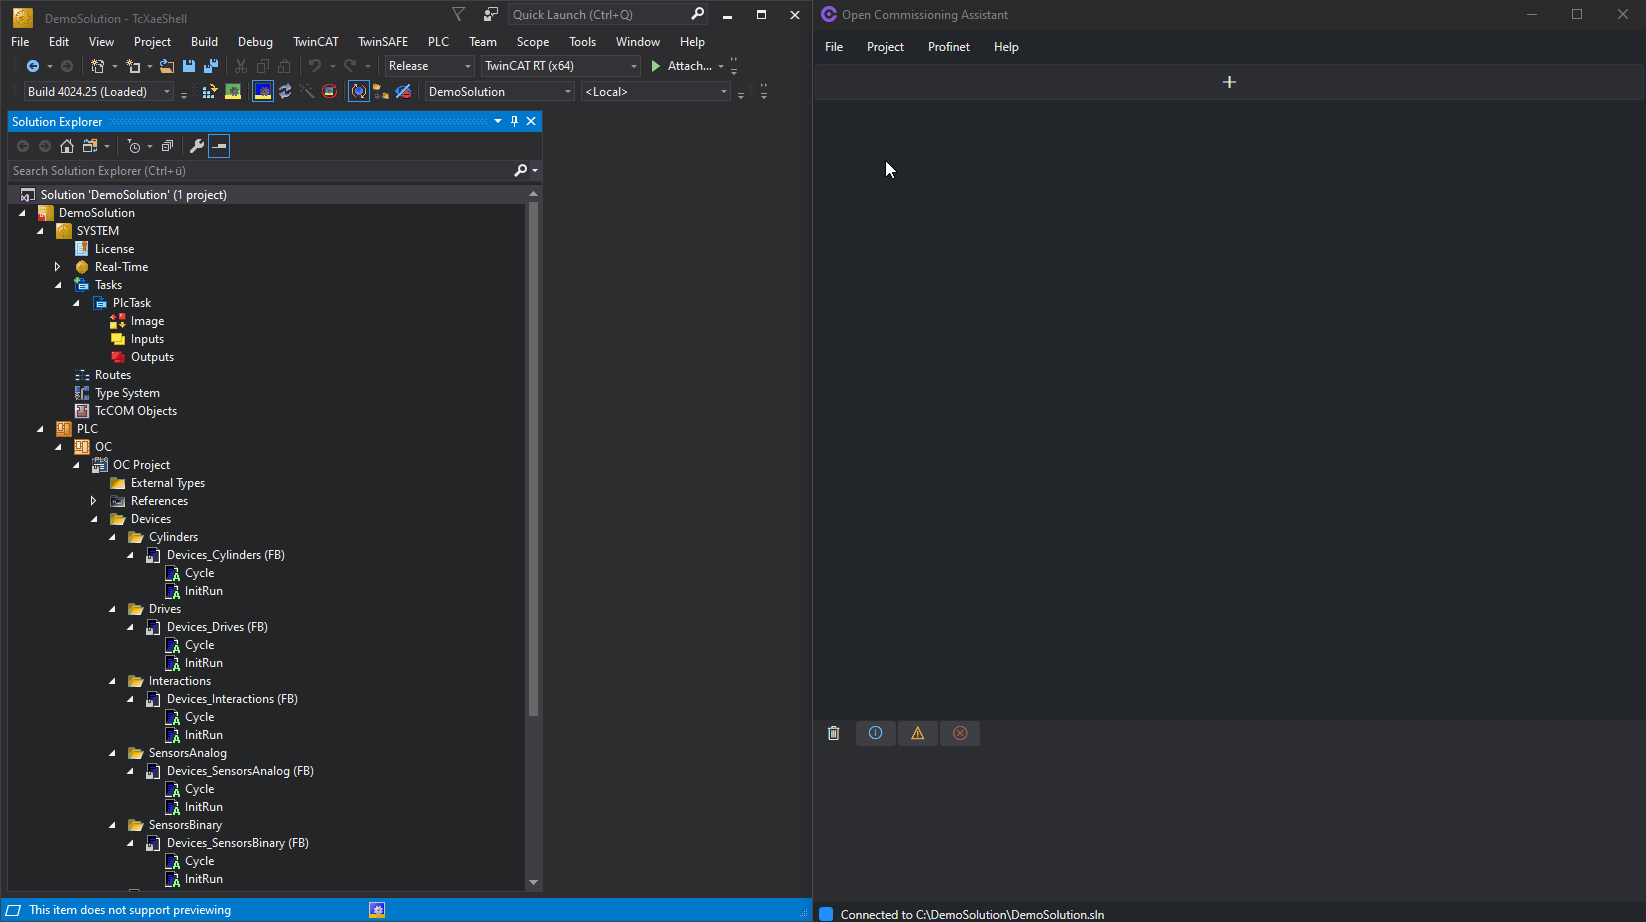 DemoSolution - TcXaeShell
Quick Launch (Ctrl+Q)
File Edit View Project Build Debug TwinCAT TwinSAFE PLC Team Scope Tools Window Help
Release TwinCAT RT (x64) Attach...
Build 4024.25 (Loaded) DemoSolution <Local>
Solution Explorer
Search Solution Explorer (Ctrl+ü)
Solution 'DemoSolution' (1 project)
DemoSolution
SYSTEM
License
Real-Time
Tasks
PlcTask
Image
Inputs
Outputs
Routes
Type System
TcCOM Objects
PLC
OC
OC Project
External Types
References
Devices
Cylinders
Devices_Cylinders (FB)
Cycle
InitRun
Drives
Devices_Drives (FB)
Cycle
InitRun
Interactions
Devices_Interactions (FB)
Cycle
InitRun
SensorsAnalog
Devices_SensorsAnalog (FB)
Cycle
InitRun
SensorsBinary
Devices_SensorsBinary (FB)
Cycle
InitRun
This item does not support previewing
Open Commissioning Assistant
File Project Profinet Help
Connected to C:\DemoSolution\DemoSolution.sln